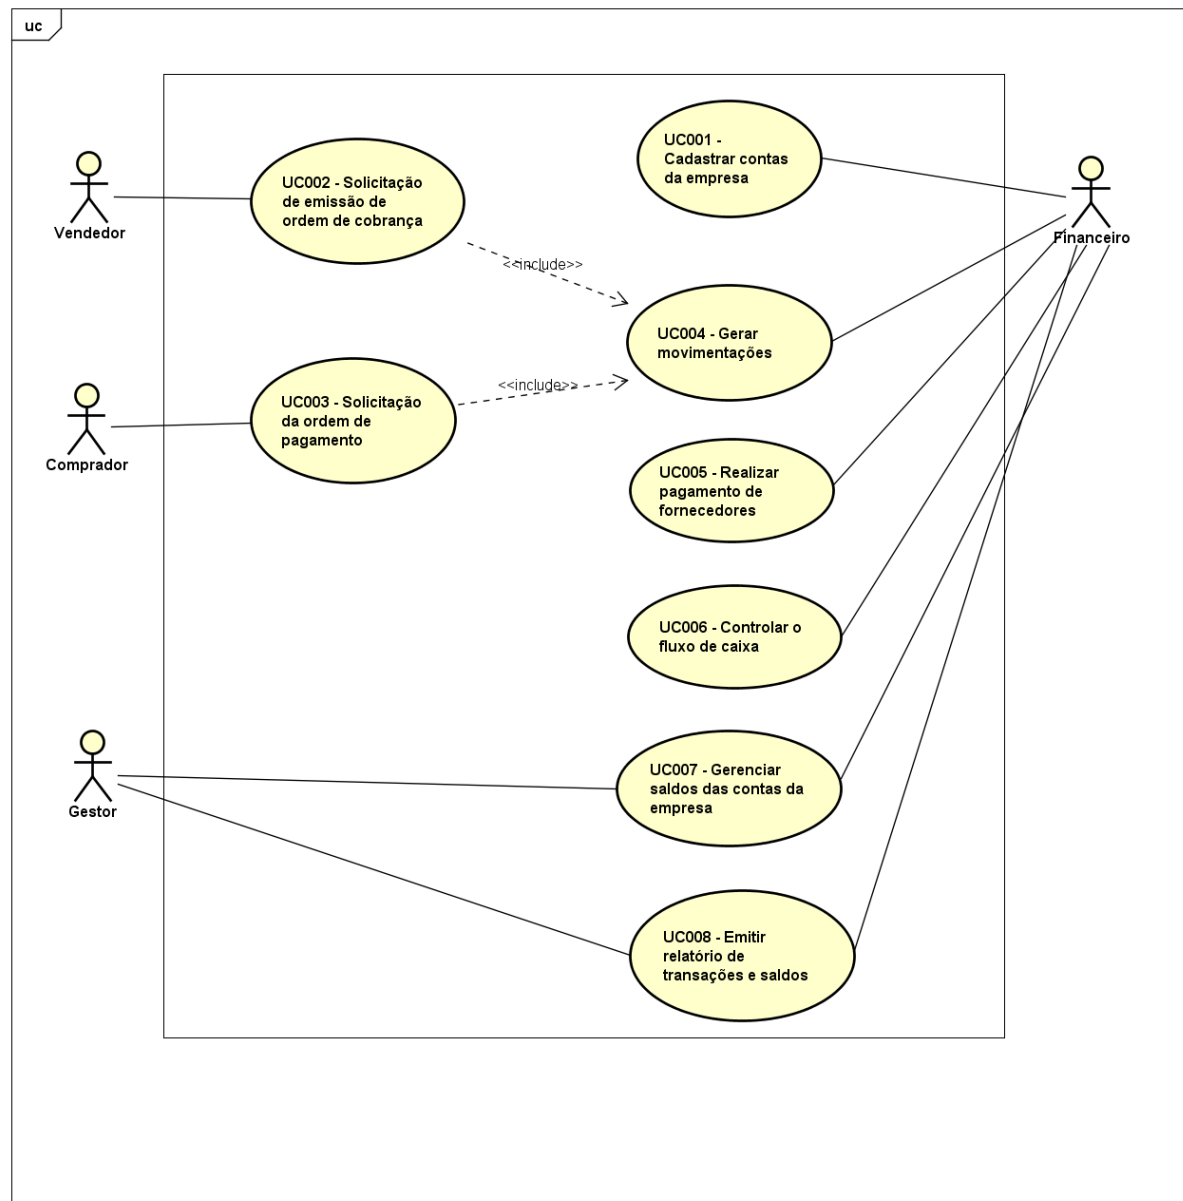 uc
UC001 -
Cadastrar contas
da empresa
UC002 - Solicitação
de emissão de
ordem de cobrança
Vendedor
Financeiro
<<include>>
UC004 - Gerar
movimentações
<<include>>
UC003 - Solicitação
da ordem de
pagamento
Comprador
UC005 - Realizar
pagamento de
fornecedores
UC006 - Controlar o
fluxo de caixa
UC007 - Gerenciar
saldos das contas da
empresa
Gestor
UC008 - Emitir
relatório de
transações e saldos